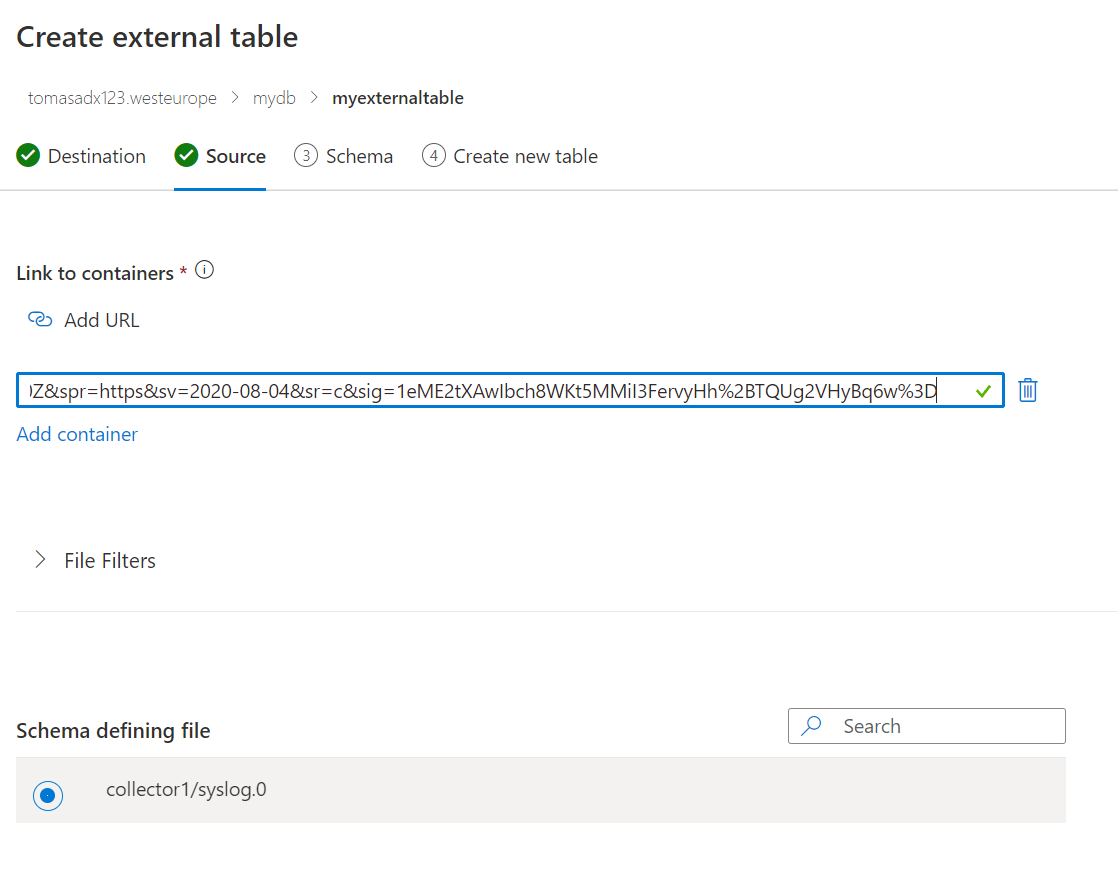 Create external table
tomasadx123.westeurope > mydb > myexternaltable
Destination Source 3 Schema 4 Create new table
Link to containers *
Add URL
Z&spr=https&sv=2020-08-04&sr=c&sig=1eME2tXAwIbch8WKt5MMiI3FervyHh%2BTQUg2VHyBq6w%3D
Add container
File Filters
Schema defining file
Search
collector1/syslog.0